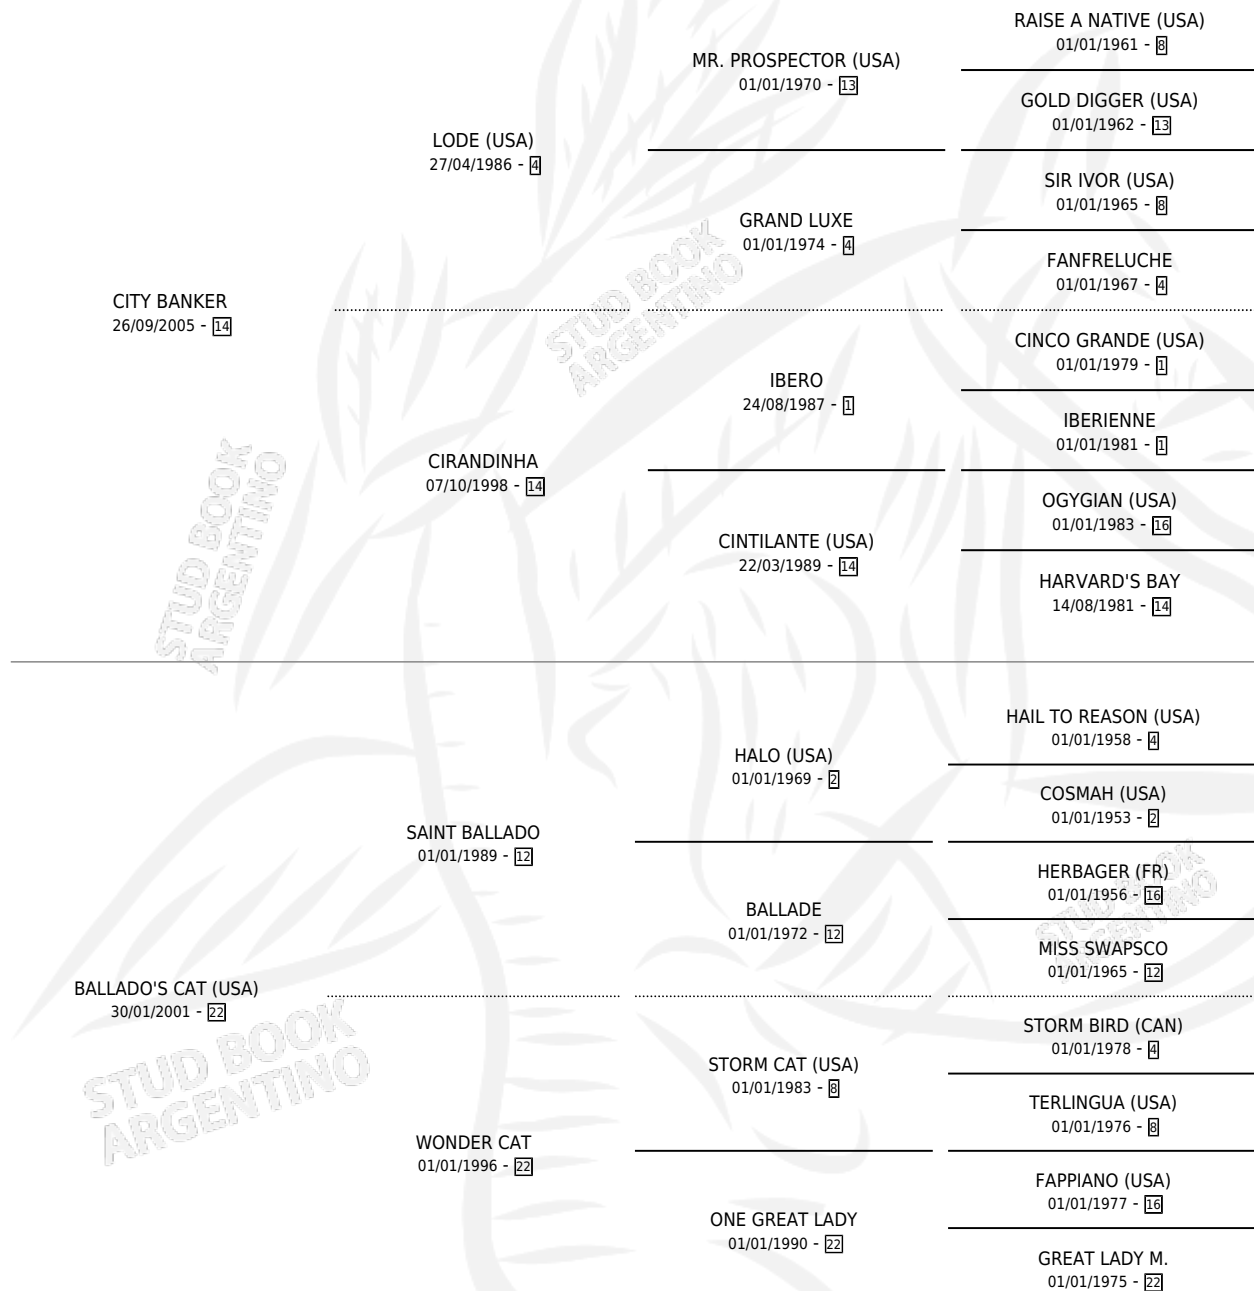 RAISE A NATIVE (USA)
01/01/1961 - 8
MR. PROSPECTOR (USA)
01/01/1970 - 13
GOLD DIGGER (USA)
01/01/1962 - 13
LODE (USA)
27/04/1986 - 4
SIR IVOR (USA)
01/01/1965 - 8
GRAND LUXE
01/01/1974 - 4
FANFRELUCHE
01/01/1967 - 4
CITY BANKER
26/09/2005 - 14
CINCO GRANDE (USA)
01/01/1979 - 1
IBERO
24/08/1987 - 1
IBERIENNE
01/01/1981 - 1
CIRANDINHA
07/10/1998 - 14
OGYGIAN (USA)
01/01/1983 - 16
CINTILANTE (USA)
22/03/1989 - 14
HARVARD'S BAY
14/08/1981 - 14
HAIL TO REASON (USA)
01/01/1958 - 4
HALO (USA)
01/01/1969 - 2
COSMAH (USA)
01/01/1953 - 2
SAINT BALLADO
01/01/1989 - 12
HERBAGER (FR)
01/01/1956 - 16
BALLADE
01/01/1972 - 12
MISS SWAPSCO
01/01/1965 - 12
BALLADO'S CAT (USA)
30/01/2001 - 22
STORM BIRD (CAN)
01/01/1978 - 4
STORM CAT (USA)
01/01/1983 - 8
TERLINGUA (USA)
01/01/1976 - 8
WONDER CAT
01/01/1996 - 22
FAPPIANO (USA)
01/01/1977 - 16
ONE GREAT LADY
01/01/1990 - 22
GREAT LADY M.
01/01/1975 - 22
STUD BOOK
ARGENTINO
STUD BOOK
ARGENTINO
STUD BOOK
ARGENTINO
STUD BOOK
ARGENTINO